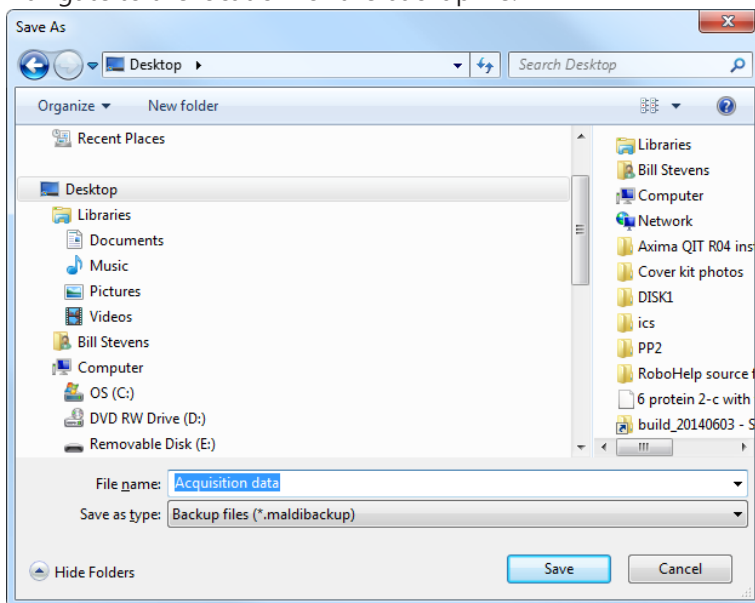 Save As
Desktop
Search Desktop
Organize
New folder
Recent Places
Desktop
Libraries
Documents
Music
Pictures
Videos
Bill Stevens
Computer
OS (C:)
DVD RW Drive (D:)
Removable Disk (E:)
Libraries
Bill Stevens
Computer
Network
Axima QIT R04 ins
Cover kit photos
DISK1
ics
PP2
RoboHelp source
6 protein 2-c with
build_20140603 - S
File name: Acquisition data
Save as type: Backup files (*.maldibackup)
Hide Folders
Save
Cancel